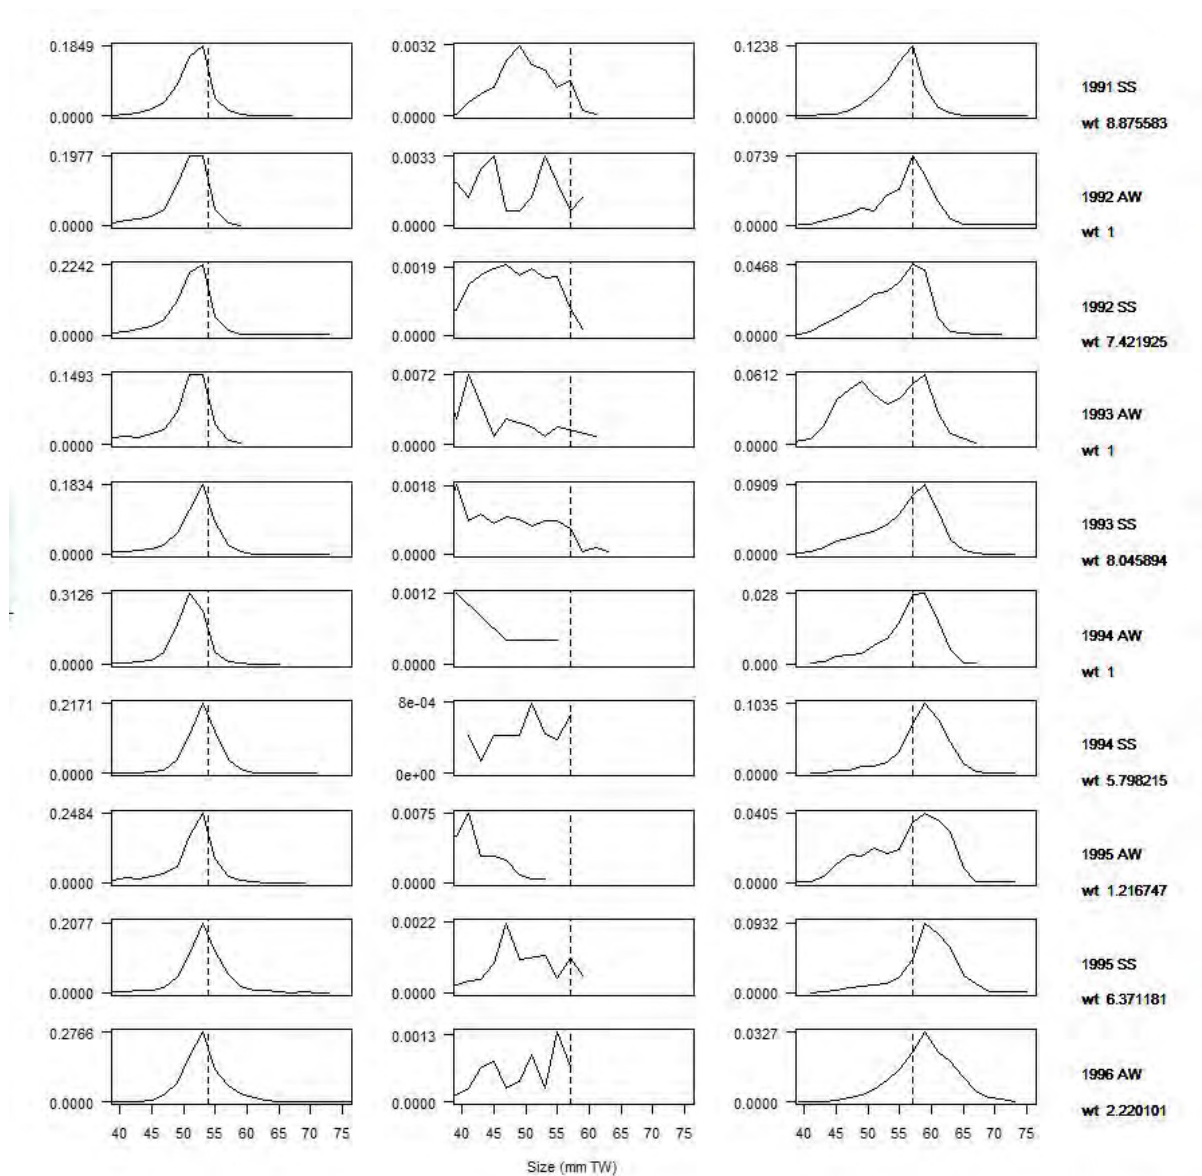 0.1849 0.0032 0.1238
1991 SS
0.0000 0.0000 0.0000
wt 8.875583
0.1977 0.0033 0.0739
1992 AW
0.0000 0.0000 0.0000
wt 1
0.2242 0.0019 0.0468
1992 SS
0.0000 0.0000 0.0000
wt 7.421925
0.1493 0.0072 0.0612
1993 AW
0.0000 0.0000 0.0000
wt 1
0.1834 0.0018 0.0909
1993 SS
0.0000 0.0000 0.0000
wt 8.045894
0.3126 0.0012 0.028
1994 AW
0.0000 0.0000 0.000
wt 1
0.2171 8e-04 0.1035
1994 SS
0.0000 0e+00 0.0000
wt 5.798215
0.2484 0.0075 0.0405
1995 AW
0.0000 0.0000 0.0000
wt 1.216747
0.2077 0.0022 0.0932
1995 SS
0.0000 0.0000 0.0000
wt 6.371181
0.2766 0.0013 0.0327
1996 AW
0.0000 0.0000 0.0000
wt 2.220101
40 45 50 55 60 65 70 75 40 45 50 55 60 65 70 75 40 45 50 55 60 65 70 75
Size (mm TW)